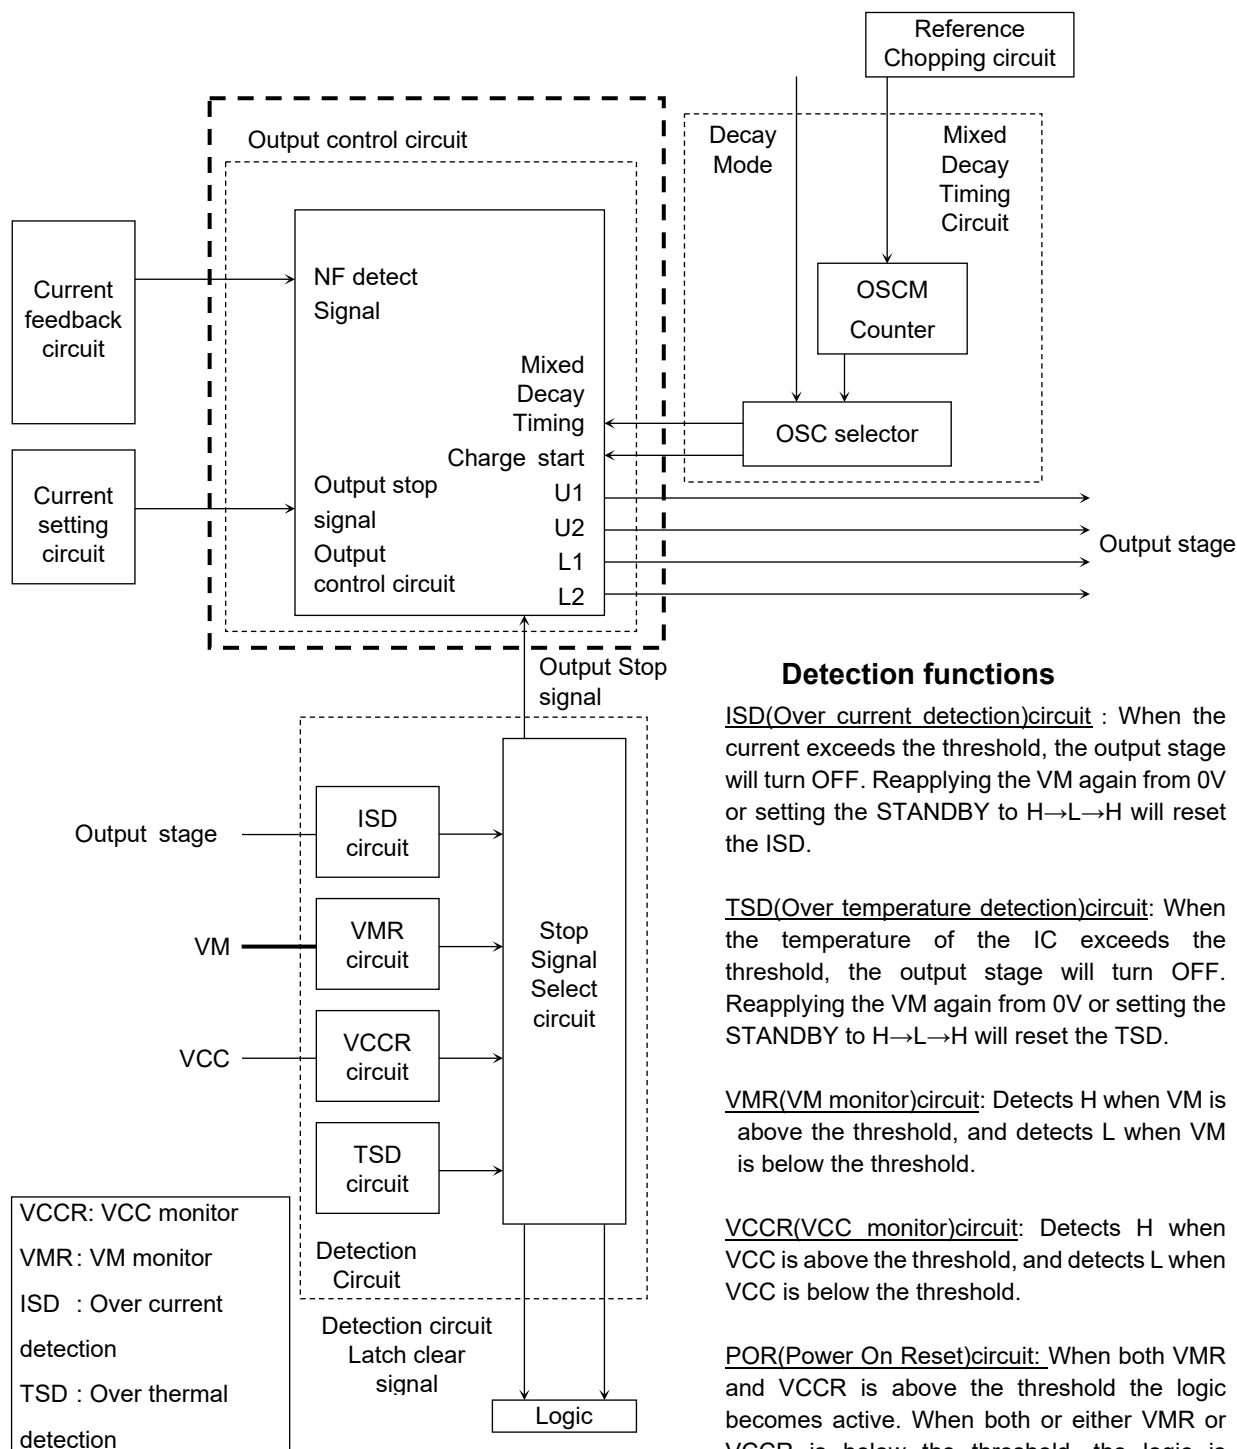 Reference
Chopping circuit
Output control circuit
Decay
Mode
Mixed
Decay
Timing
Circuit
Current
feedback
circuit
NF detect
Signal
OSCM
Counter
Mixed
Decay
Timing
OSC selector
Charge start
Current
setting
circuit
Output stop
signal
Output
control circuit
U1
U2
L1
L2
Output stage
Output Stop
signal
Output stage
ISD
circuit
VM
VMR
circuit
VCC
VCCR
circuit
TSD
circuit
Stop
Signal
Select
circuit
Detection
Circuit
Detection circuit
Latch clear
signal
Logic
VCCR: VCC monitor
VMR : VM monitor
ISD : Over current
detection
TSD : Over thermal
detection
Detection functions
ISD(Over current detection)circuit : When the
current exceeds the threshold, the output stage
will turn OFF. Reapplying the VM again from 0V
or setting the STANDBY to H→L→H will reset
the ISD.
TSD(Over temperature detection)circuit: When
the temperature of the IC exceeds the
threshold, the output stage will turn OFF.
Reapplying the VM again from 0V or setting the
STANDBY to H→L→H will reset the TSD.
VMR(VM monitor)circuit: Detects H when VM is
above the threshold, and detects L when VM
is below the threshold.
VCCR(VCC monitor)circuit: Detects H when
VCC is above the threshold, and detects L when
VCC is below the threshold.
POR(Power On Reset)circuit: When both VMR
and VCCR is above the threshold the logic
becomes active. When both or either VMR or
VCCR is below the threshold, the logic is